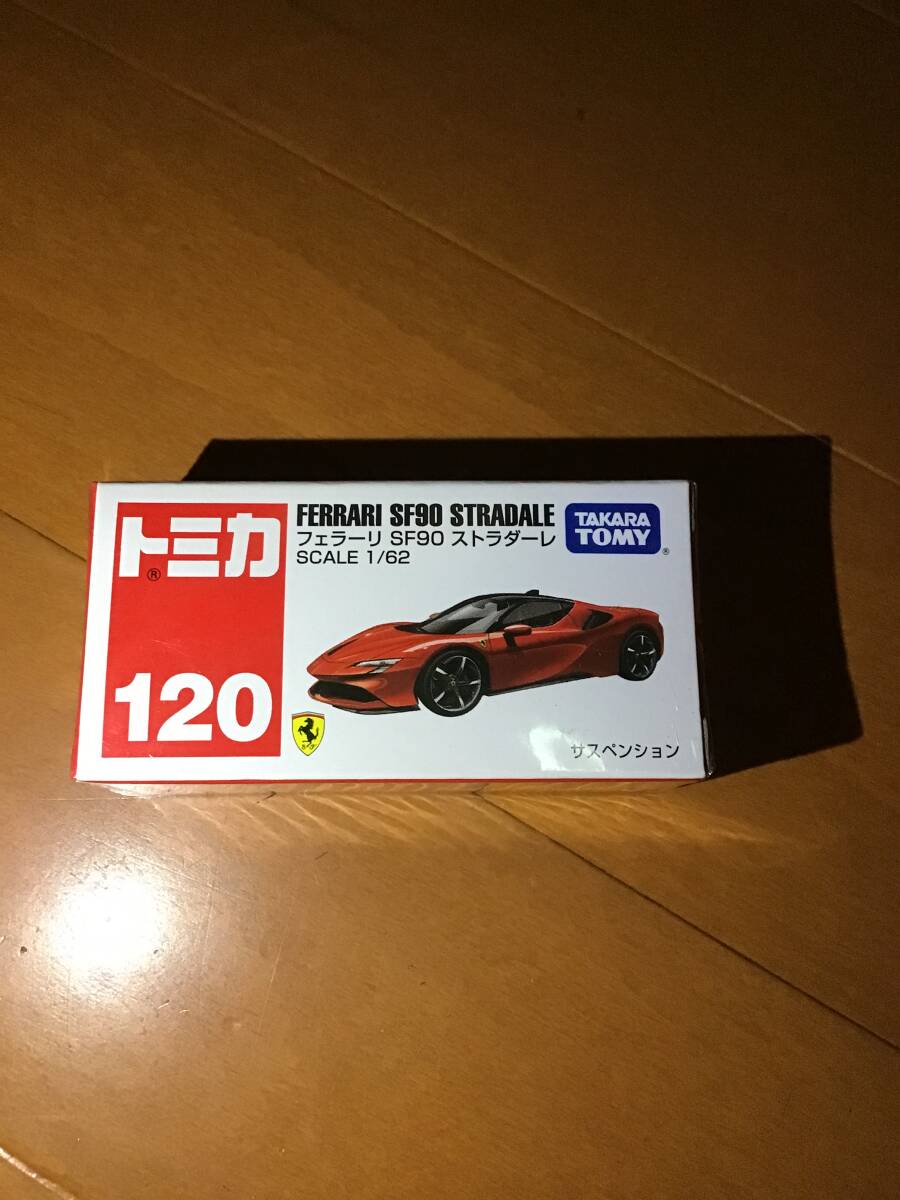 トミカ®
120
FERRARI SF90 STRADALE
フェラーリ SF90 ストラダーレ
SCALE 1/62
TAKARA
TOMY®
サスペンション